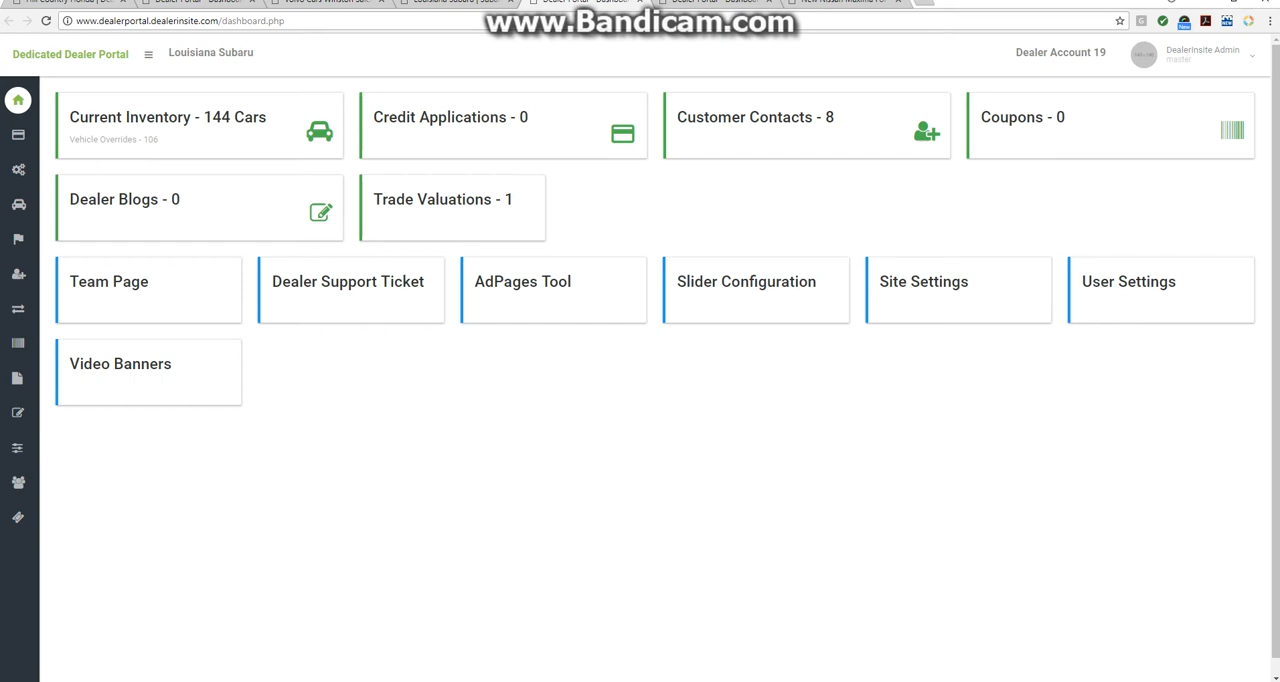 www.Bandicam.com
www.dealerportal.dealerinsite.com/dashboard.php
Dedicated Dealer Portal
Louisiana Subaru
Dealer Account 19
Dealerinsite Admin
master
Current Inventory - 144 Cars
Vehicle Overrides - 106
Credit Applications - 0
Customer Contacts - 8
Coupons - 0
Dealer Blogs - 0
Trade Valuations - 1
Team Page
Dealer Support Ticket
AdPages Tool
Slider Configuration
Site Settings
User Settings
Video Banners